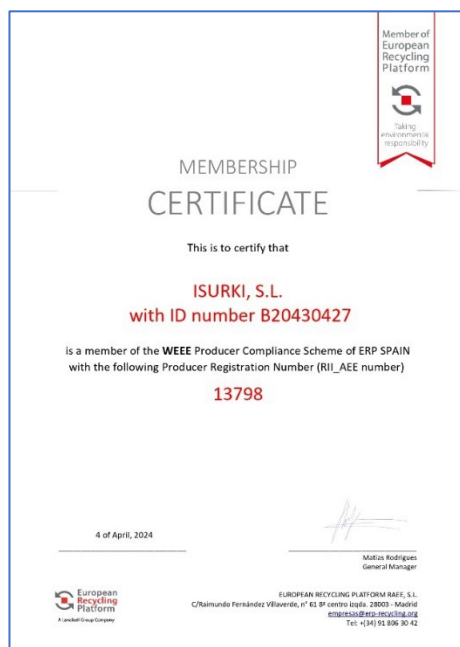 Member of
European
Recycling
Platform
Taking
environmental
responsibility
MEMBERSHIP
CERTIFICATE
This is to certify that
ISURKI, S.L.
with ID number B20430427
is a member of the WEEE Producer Compliance Scheme of ERP SPAIN
with the following Producer Registration Number (RII_AEE number)
13798
4 of April, 2024
Matias Rodrigues
General Manager
European
Recycling
Platform
A Landbell Group Company
EUROPEAN RECYCLING PLATFORM RAEE, S.L.
C/Raimundo Fernández Villaverde, nº 61 8ª centro izqda. 28003 - Madrid
empresas@erp-recycling.org
Tel: +(34) 91 806 30 42